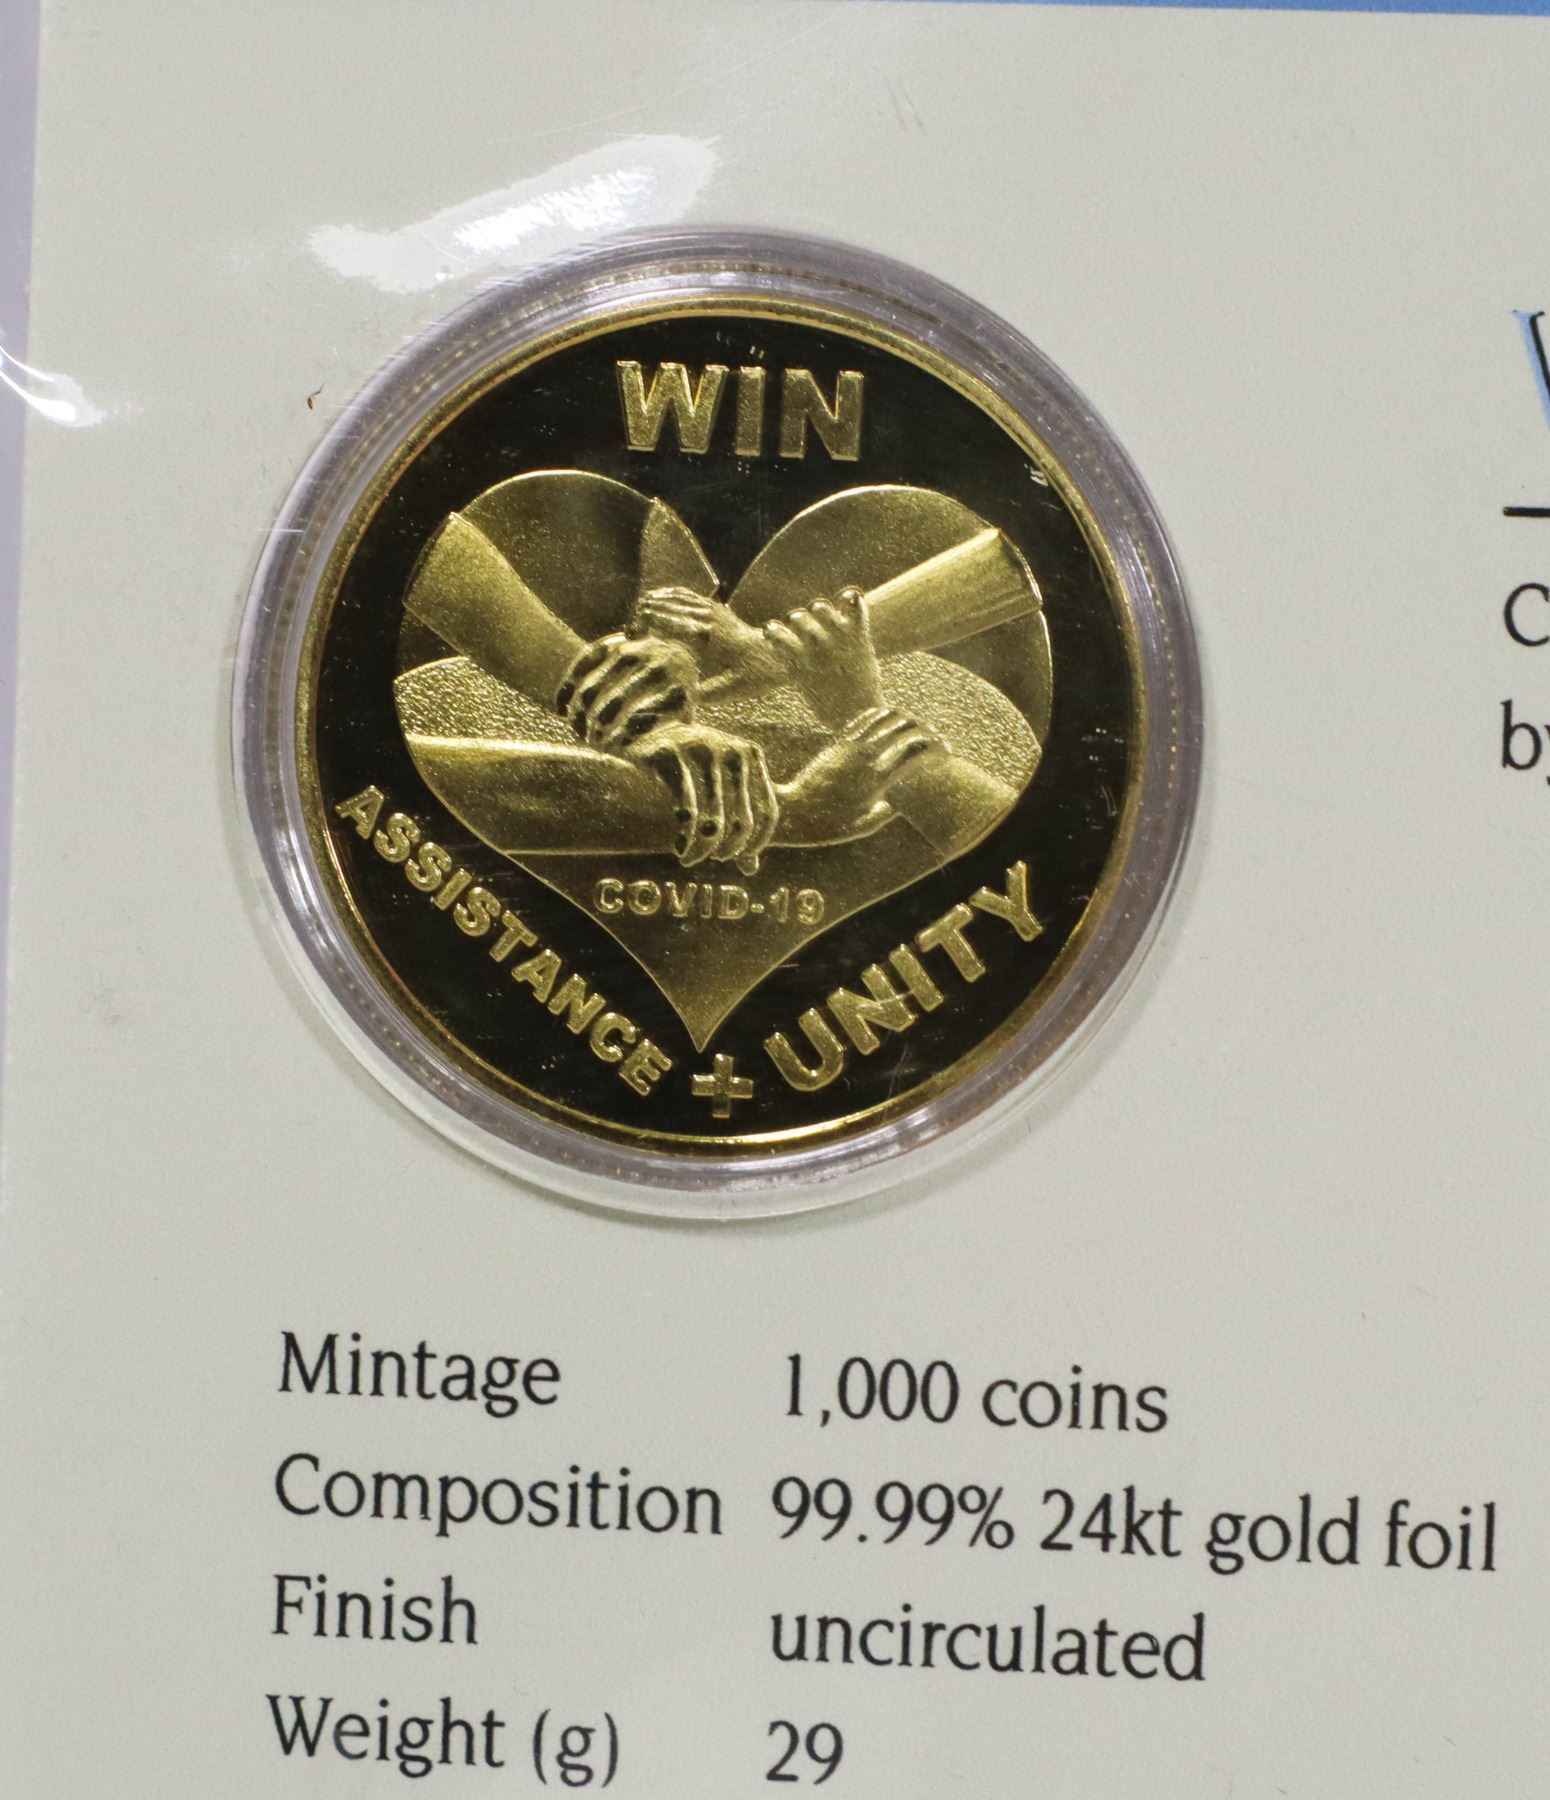 WIN
COVID-19
ASSISTANCE + UNITY
Mintage 1,000 coins
Composition 99.99% 24kt gold foil
Finish uncirculated
Weight (g) 29